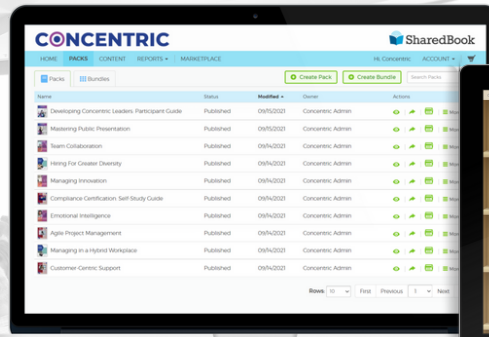 CONCENTRIC
SharedBook
HOME PACKS CONTENT REPORTS MARKETPLACE Hi, Concentric ACCOUNT
Packs Bundles Create Pack Create Bundle Search Packs
Name Status Modified Owner Actions
Developing Concentric Leaders: Participant Guide Published 09/15/2021 Concentric Admin
Mastering Public Presentation Published 09/15/2021 Concentric Admin
Team Collaboration Published 09/14/2021 Concentric Admin
Hiring For Greater Diversity Published 09/14/2021 Concentric Admin
Managing Innovation Published 09/14/2021 Concentric Admin
Compliance Certification: Self-Study Guide Published 09/14/2021 Concentric Admin
Emotional Intelligence Published 09/14/2021 Concentric Admin
Agile Project Management Published 09/14/2021 Concentric Admin
Managing in a Hybrid Workplace Published 09/14/2021 Concentric Admin
Customer-Centric Support Published 09/14/2021 Concentric Admin
Rows: 10 First Previous 1 Next